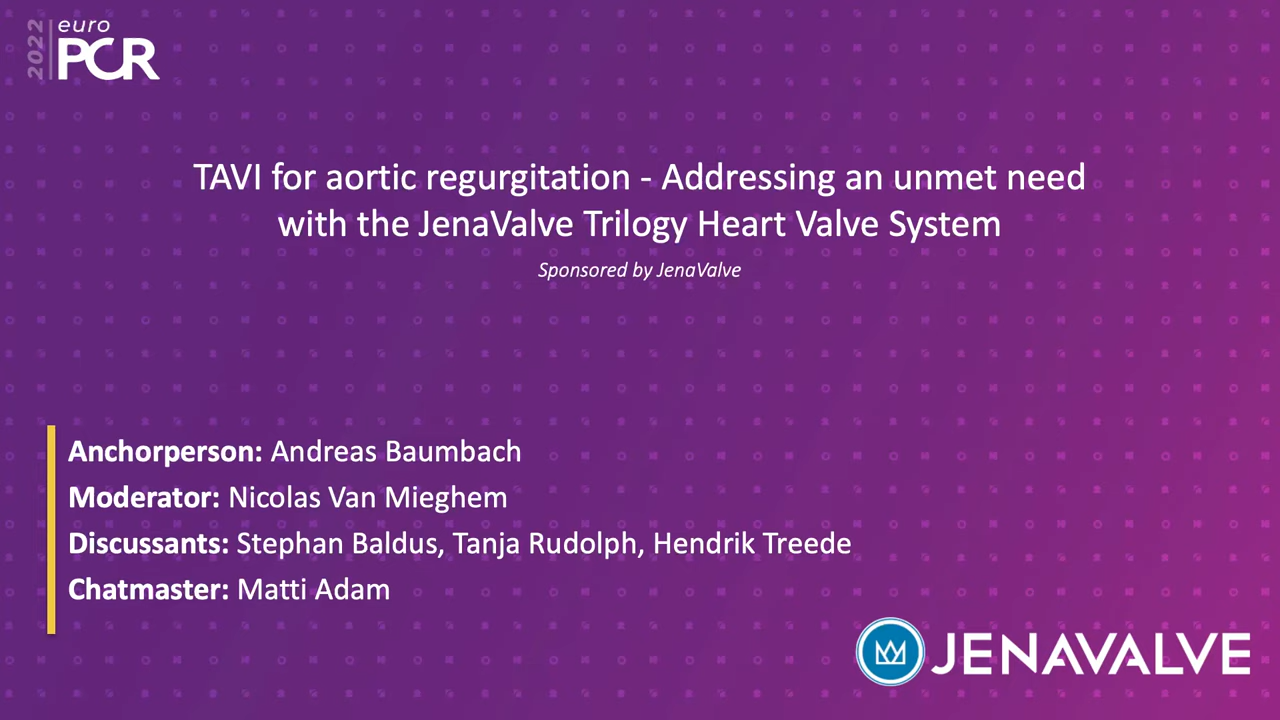 2022
euro
PCR
TAVI for aortic regurgitation - Addressing an unmet need
with the JenaValve Trilogy Heart Valve System
Sponsored by JenaValve
Anchorperson: Andreas Baumbach
Moderator: Nicolas Van Mieghem
Discussants: Stephan Baldus, Tanja Rudolph, Hendrik Treede
Chatmaster: Matti Adam
JENAVALVE